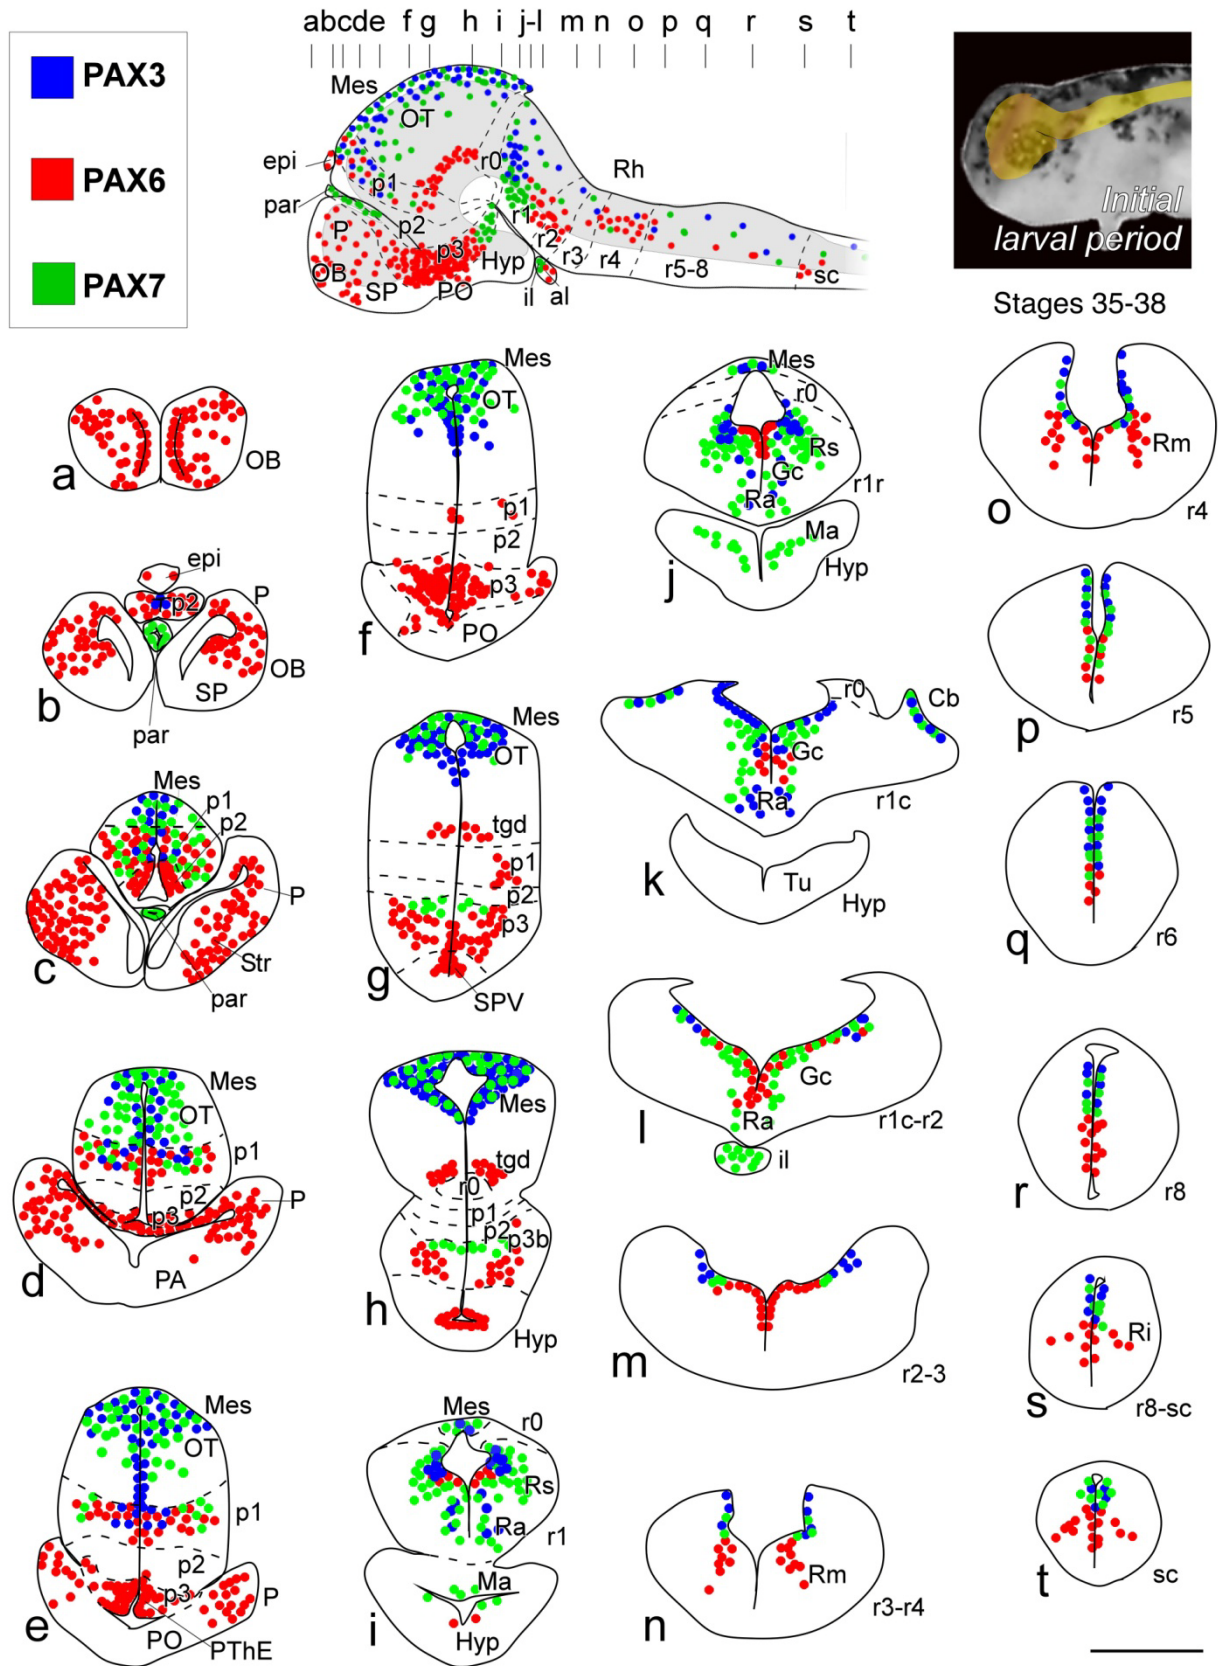 a b c d e f g h i j-l m n o p q r s t
PAX3
PAX6
PAX7
Mes
OT
epi
par
p1
p2
p3
P
OB
SP
PO
Hyp
r0
r1
r2
r3
r4
r5-8
il
al
Rh
sc
Initial
larval period
Stages 35-38
a
OB
b
epi
p2
P
OB
SP
par
c
Mes
p1
p2
P
Str
par
d
Mes
OT
p1
p2
p3
P
PA
e
Mes
OT
p1
p2
p3
P
PO
PThE
f
Mes
OT
p1
p2
p3
PO
g
Mes
OT
tgd
p1
p2
p3
SPV
h
Mes
tgd
r0
p1
p2
p3b
Hyp
i
Mes
r0
Rs
Ra
r1
Ma
Hyp
j
Mes
r0
Rs
Gc
Ra
r1r
Ma
Hyp
k
r0
Cb
Gc
Ra
r1c
Tu
Hyp
l
Gc
Ra
r1c-r2
il
m
r2-3
n
Rm
r3-r4
o
Rm
r4
p
r5
q
r6
r
r8
s
Ri
r8-sc
t
sc